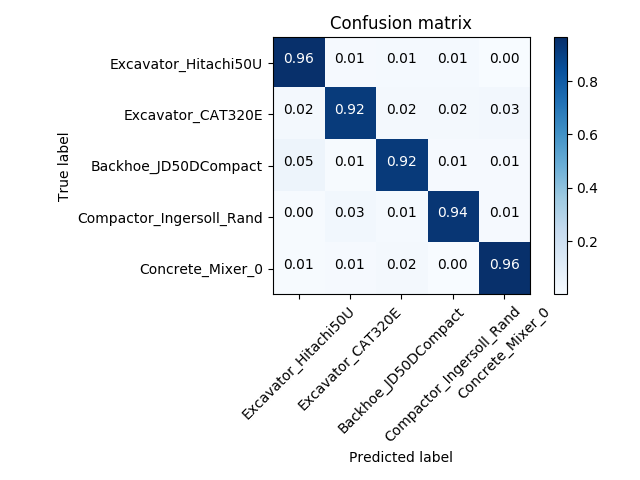 Confusion matrix
Excavator_Hitachi50U 0.96 0.01 0.01 0.01 0.00
Excavator_CAT320E 0.02 0.92 0.02 0.02 0.03
Backhoe_JD50DCompact 0.05 0.01 0.92 0.01 0.01
Compactor_Ingersoll_Rand 0.00 0.03 0.01 0.94 0.01
Concrete_Mixer_0 0.01 0.01 0.02 0.00 0.96
True label
Excavator_Hitachi50U
Excavator_CAT320E
Backhoe_JD50DCompact
Compactor_Ingersoll_Rand
Concrete_Mixer_0
Predicted label
0.8
0.6
0.4
0.2